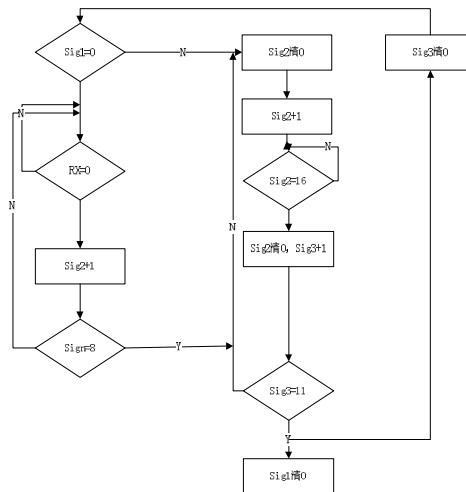 Sig1=0
N
Sig2清0
Sig3清0
N
Sig2+1
N
RX=0
Sig2=16
N
N
Sig2清0, Sig3+1
Sig2+1
Sign=8
Y
Sig3=11
Y
Sig1清0